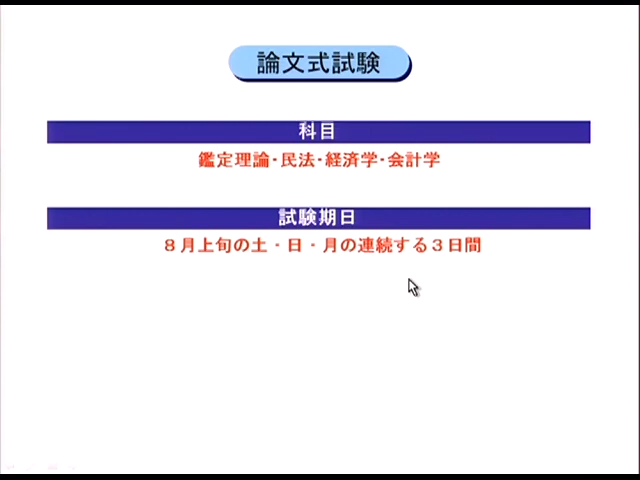 論文式試験
科目
鑑定理論・民法・経済学・会計学
試験期日
8月上旬の土・日・月の連続する3日間